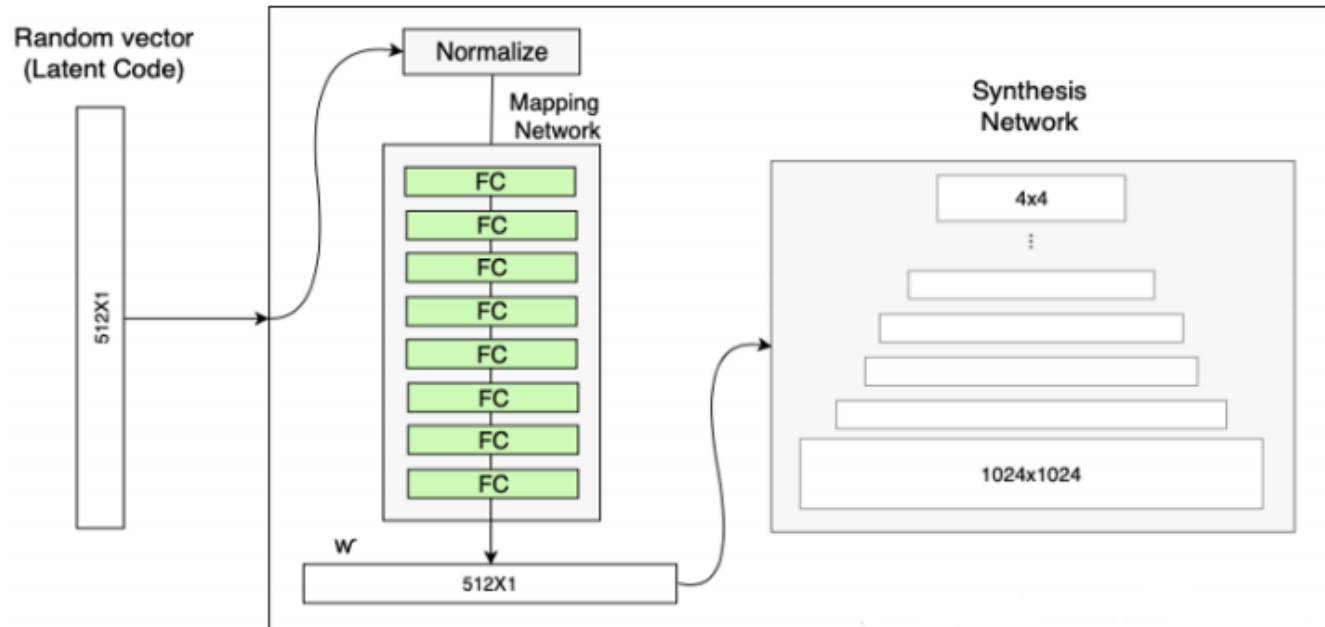 Random vector
(Latent Code)
512X1
Normalize
Mapping
Network
FC
FC
FC
FC
FC
FC
FC
FC
w
512X1
Synthesis
Network
4x4
...
1024x1024